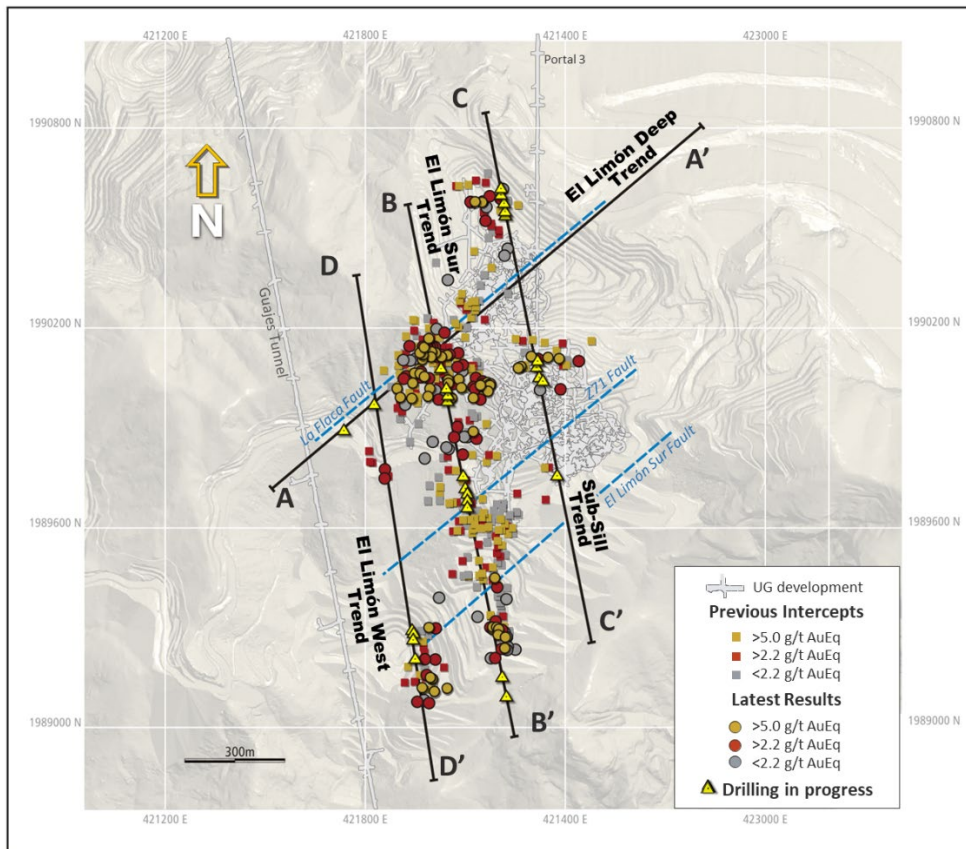 421200 E
421800 E
421400 E
423000 E
Portal 3
C
1990800 N
1990800 N
A'
El Limón Deep
Trend
N
El Limón Sur
Trend
B
D
Guajes Tunnel
1990200 N
1990200 N
La Flaca Fault
Z71 Fault
El Limón Sur Fault
A
Sub-Sill
Trend
1989600 N
1989600 N
El Limón West
Trend
C'
UG development
Previous Intercepts
>5.0 g/t AuEq
>2.2 g/t AuEq
<2.2 g/t AuEq
Latest Results
>5.0 g/t AuEq
>2.2 g/t AuEq
<2.2 g/t AuEq
Drilling in progress
1989000 N
1989000 N
B'
D'
300m
421200 E
421800 E
421400 E
423000 E